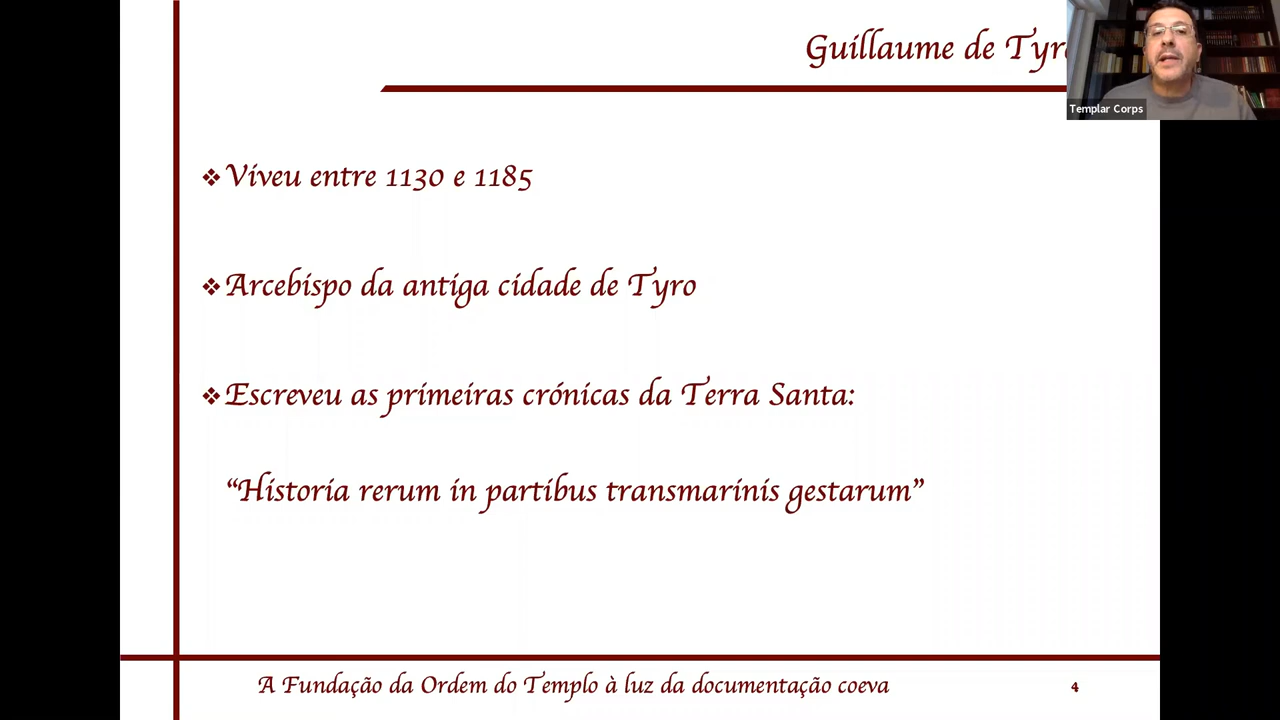 Guillaume de Tyro
Templar Corps
❖ Viveu entre 1130 e 1185
❖ Arcebispo da antiga cidade de Tyro
❖ Escreveu as primeiras crónicas da Terra Santa:
“Historia rerum in partibus transmarinis gestarum”
A Fundação da Ordem do Templo à luz da documentação coeva
4